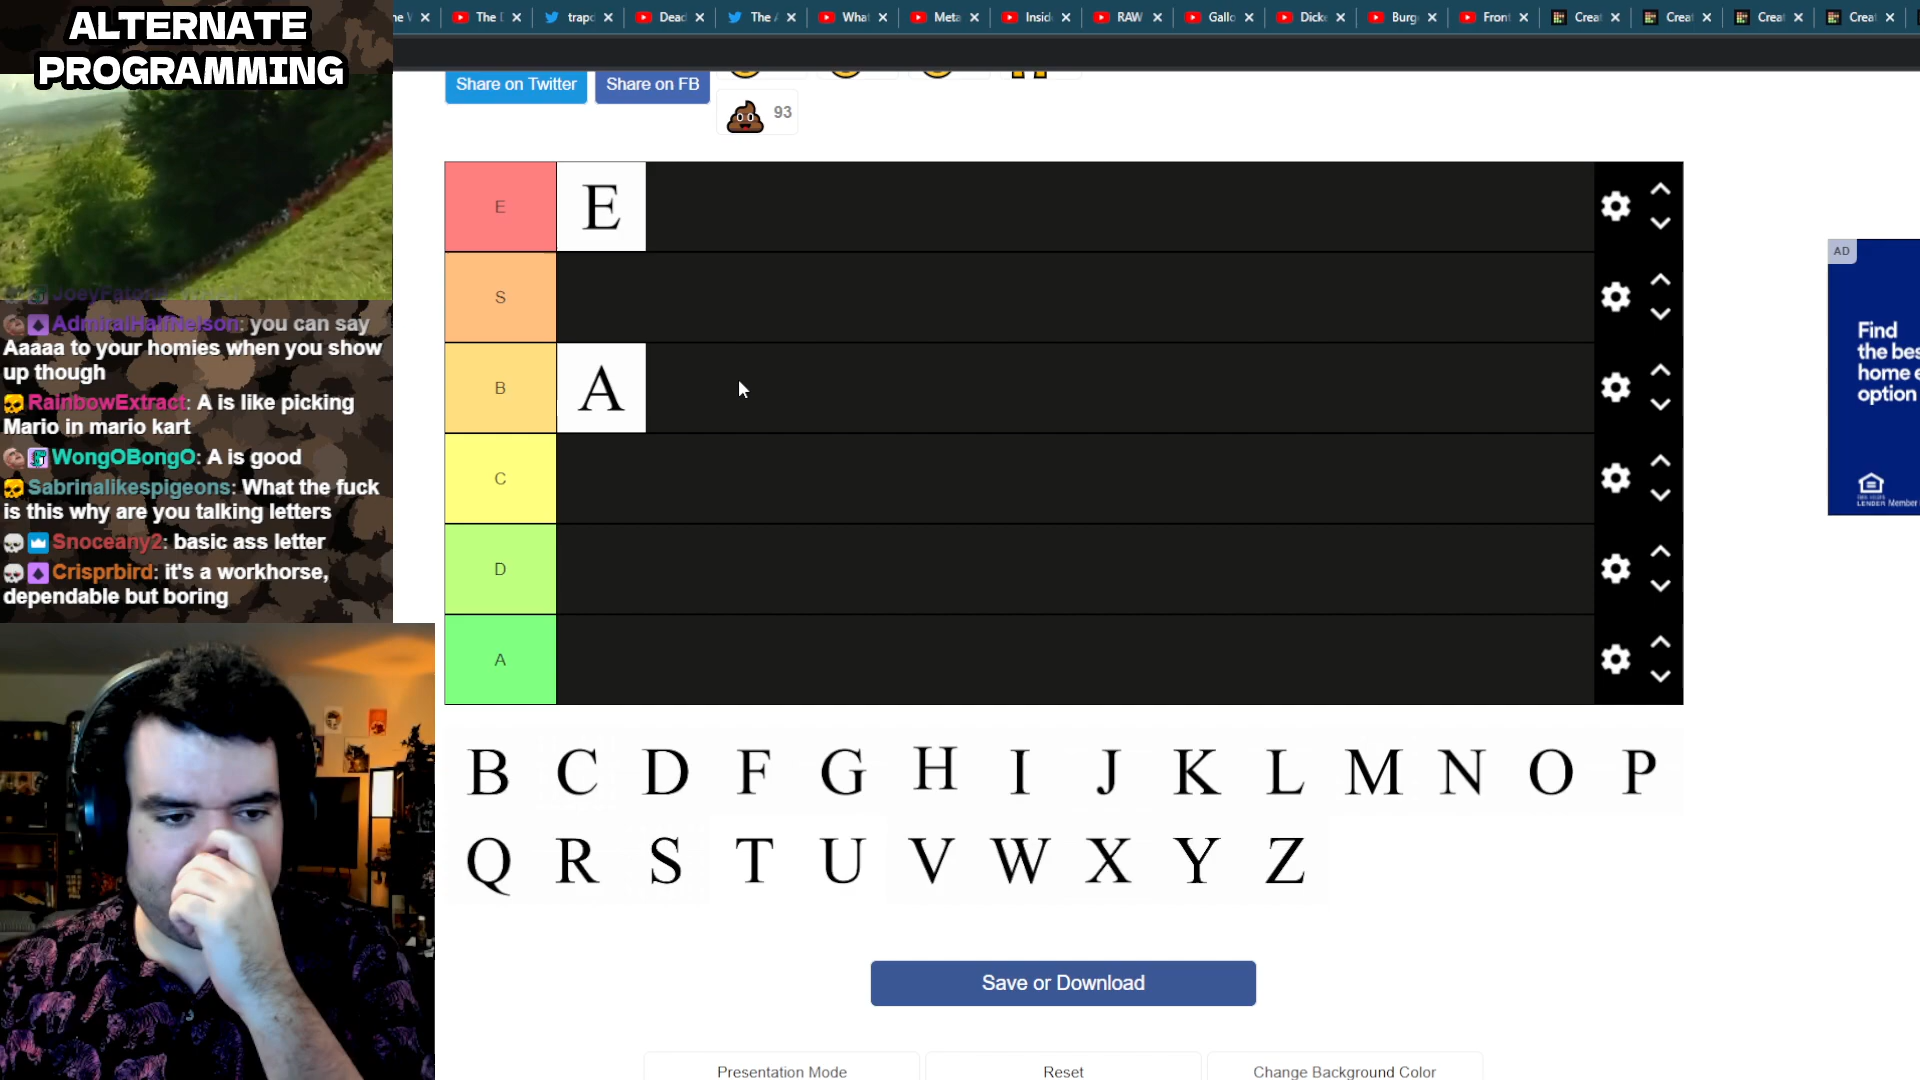 ALTERNATE
PROGRAMMING
The D
trapc
Dead
The A
What
Meta
Insid
RAW
Gallo
Dicke
Burg
Front
Creat
Creat
Creat
Creat
Share on Twitter
Share on FB
93
E
E
S
B
A
C
D
A
B C D F G H I J K L M N O P
Q R S T U V W X Y Z
Save or Download
Presentation Mode
Reset
Change Background Color
AD
Find
the bes
home e
option
LENDER Member
AdmiralHalfNelson: you can say
Aaaaa to your homies when you show
up though
RainbowExtract: A is like picking
Mario in mario kart
WongOBongO: A is good
Sabrinalikespigeons: What the fuck
is this why are you talking letters
Snoceany2: basic ass letter
Crisprbird: it's a workhorse,
dependable but boring